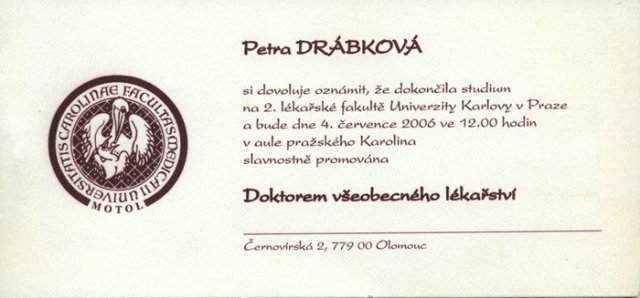 Petra DRÁBKOVÁ
si dovoluje oznámit, že dokončila studium
na 2. lékařské fakultě Univerzity Karlovy v Praze
a bude dne 4. července 2006 ve 12.00 hodin
v aule pražského Karolina
slavnostně promována
Doktorem všeobecného lékařství
Černovírská 2, 779 00 Olomouc
UNIVERSITATIS CAROLINAE FACULTAS MEDICA II
MOTOL